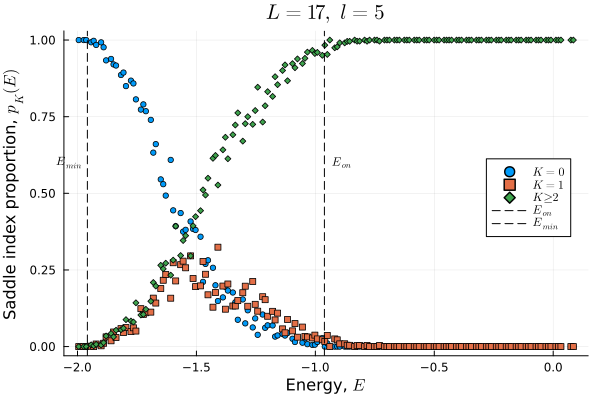 L = 17, l = 5
Saddle index proportion, p_K(E)
1.00
0.75
0.50
0.25
0.00
E_min
E_on
K = 0
K = 1
K ≥ 2
E_on
E_min
−2.0 −1.5 −1.0 −0.5 0.0
Energy, E